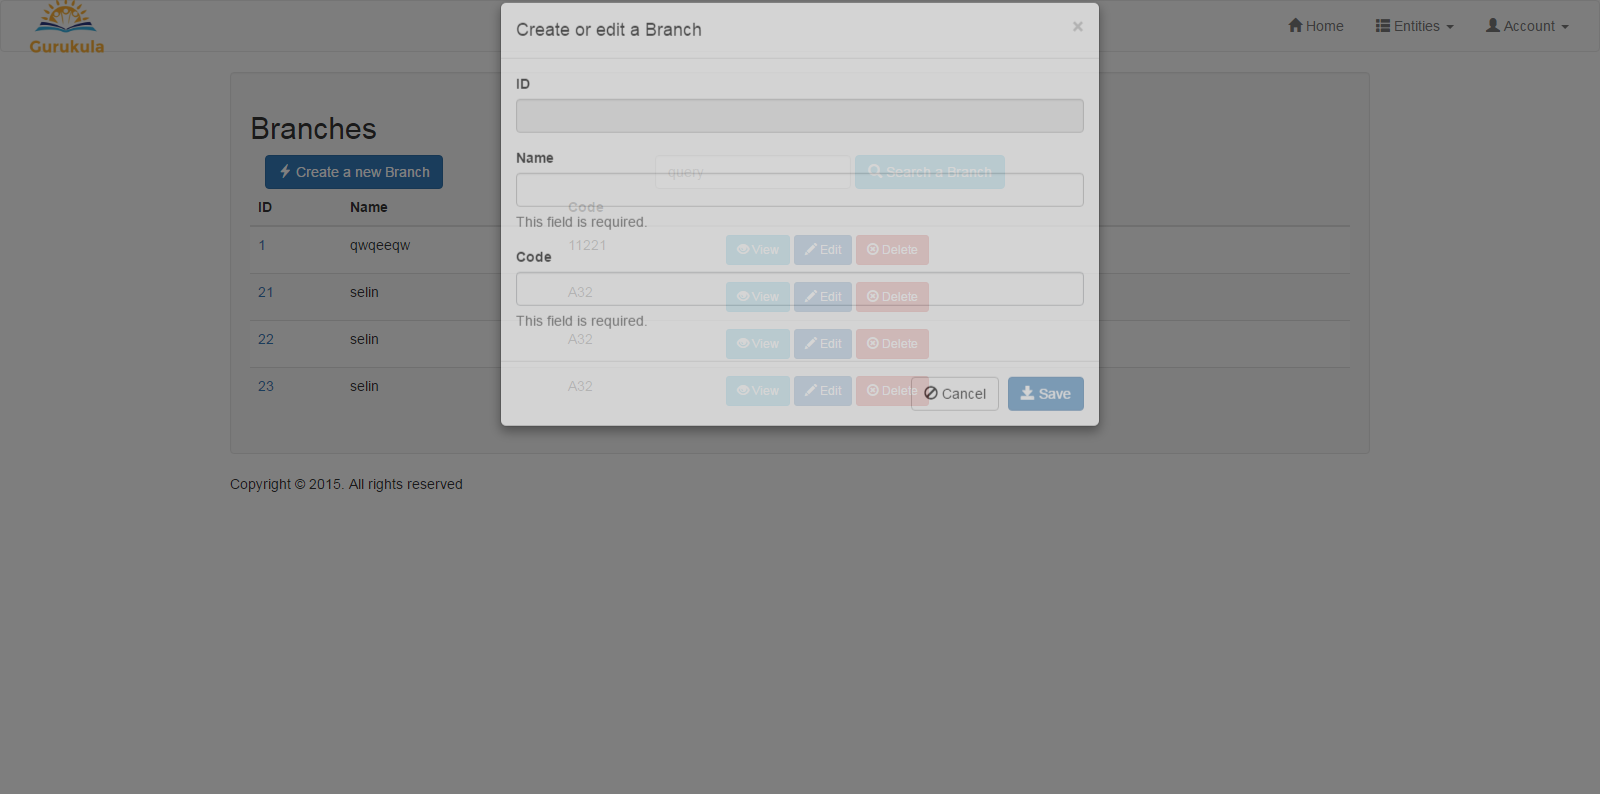 Gurukula
Home Entities Account
Create or edit a Branch ×
ID
Name
This field is required.
Code
This field is required.
Cancel Save
Branches
Create a new Branch query Search a Branch
ID Name Code
1 qwqeeqw 11221 View Edit Delete
21 selin A32 View Edit Delete
22 selin A32 View Edit Delete
23 selin A32 View Edit Delete
Copyright © 2015. All rights reserved